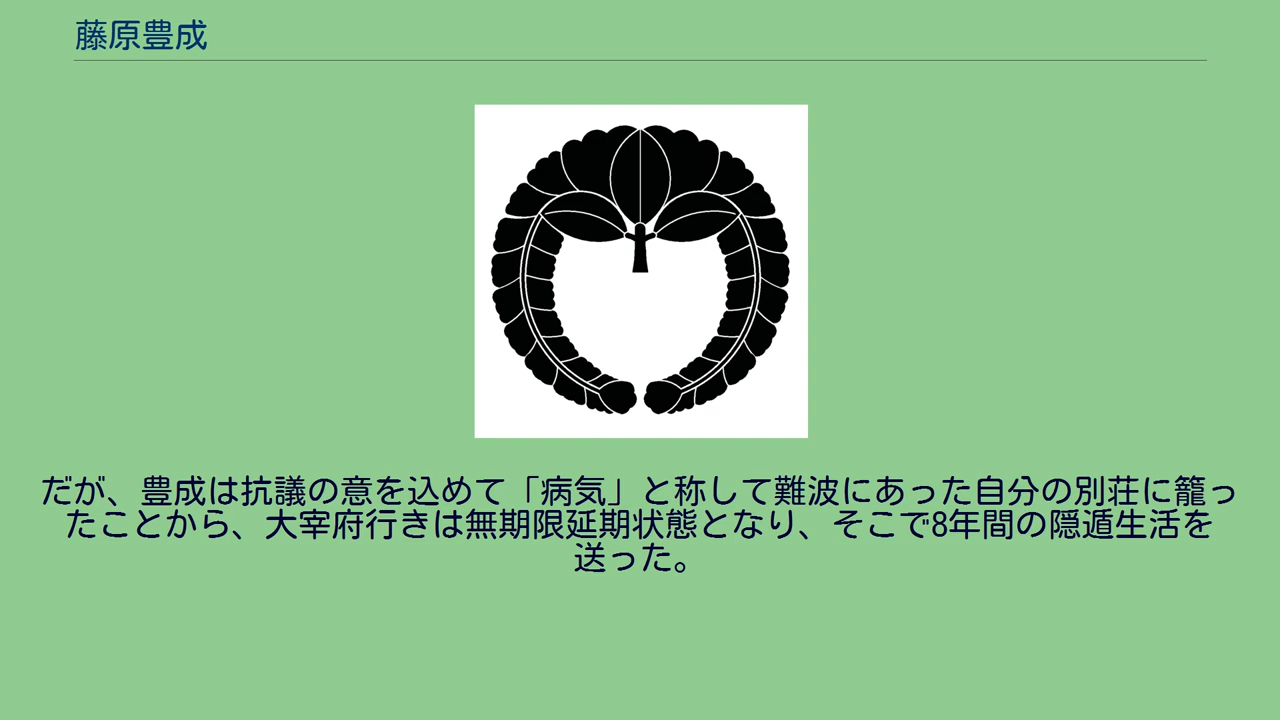 藤原豊成
だが、豊成は抗議の意を込めて「病気」と称して難波にあった自分の別荘に籠っ
たことから、大宰府行きは無期限延期状態となり、そこで8年間の隠遁生活を
送った。